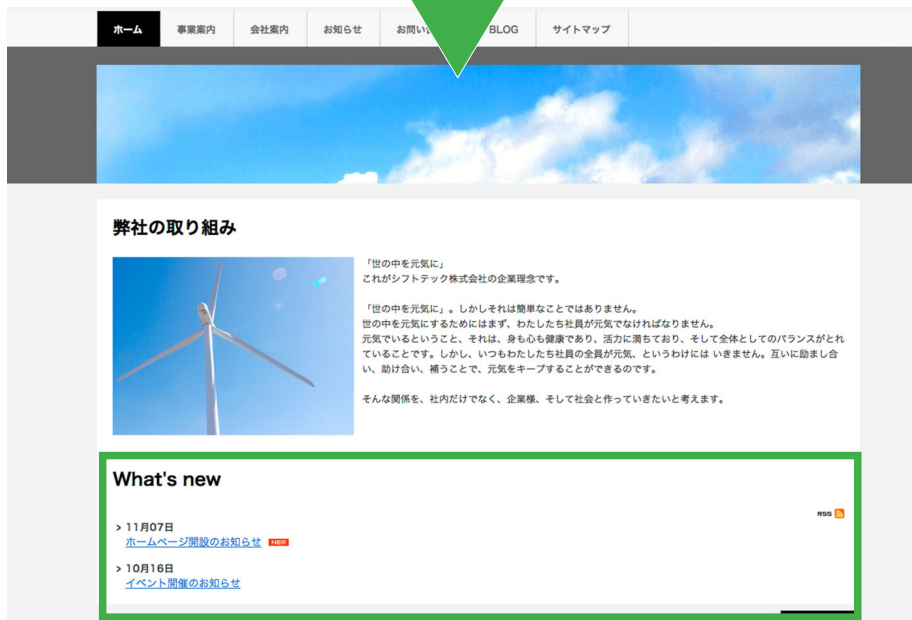 ホーム 事業案内 会社案内 お知らせ お問い BLOG サイトマップ
弊社の取り組み
「世の中を元気に」
これがシフトテック株式会社の企業理念です。
「世の中を元気に」。しかしそれは簡単なことではありません。
世の中を元気にするためにはまず、わたしたち社員が元気でなければなりません。
元気でいるということ、それは、身も心も健康であり、活力に満ちており、そして全体としてのバランスがとれ
ていることです。しかし、いつもわたしたち社員の全員が元気、というわけには いきません。互いに励まし合
い、助け合い、補うことで、元気をキープすることができるのです。
そんな関係を、社内だけでなく、企業様、そして社会と作っていきたいと考えます。
What's new
RSS
> 11月07日
ホームページ開設のお知らせ NEW
> 10月16日
イベント開催のお知らせ